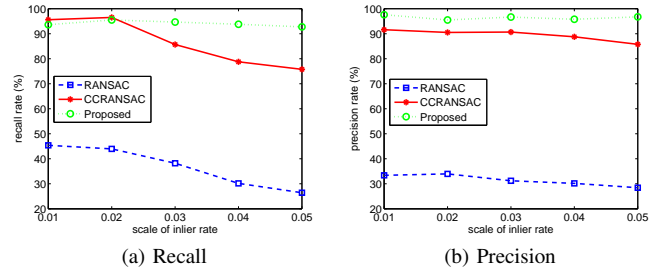 100
90
80
70
60
50
40
30
20
recall rate (%)
RANSAC
CCRANSAC
Proposed
0.01 0.02 0.03 0.04 0.05
scale of inlier rate
(a) Recall
100
90
80
70
60
50
40
30
20
precision rate (%)
RANSAC
CCRANSAC
Proposed
0.01 0.02 0.03 0.04 0.05
scale of inlier rate
(b) Precision